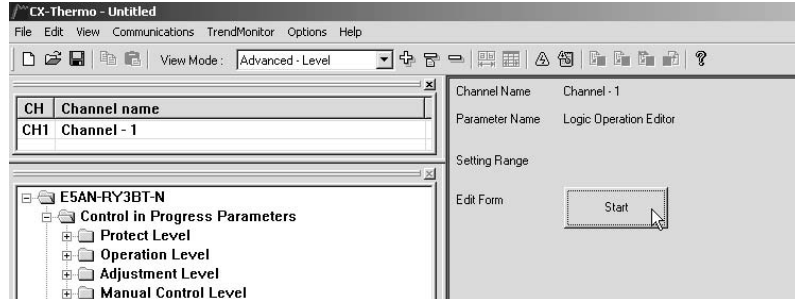 CX-Thermo - Untitled
File Edit View Communications TrendMonitor Options Help
View Mode : Advanced - Level
CH Channel name
CH1 Channel - 1
Channel Name Channel - 1
Parameter Name Logic Operation Editor
Setting Range
Edit Form Start
E5AN-RY3BT-N
Control in Progress Parameters
Protect Level
Operation Level
Adjustment Level
Manual Control Level